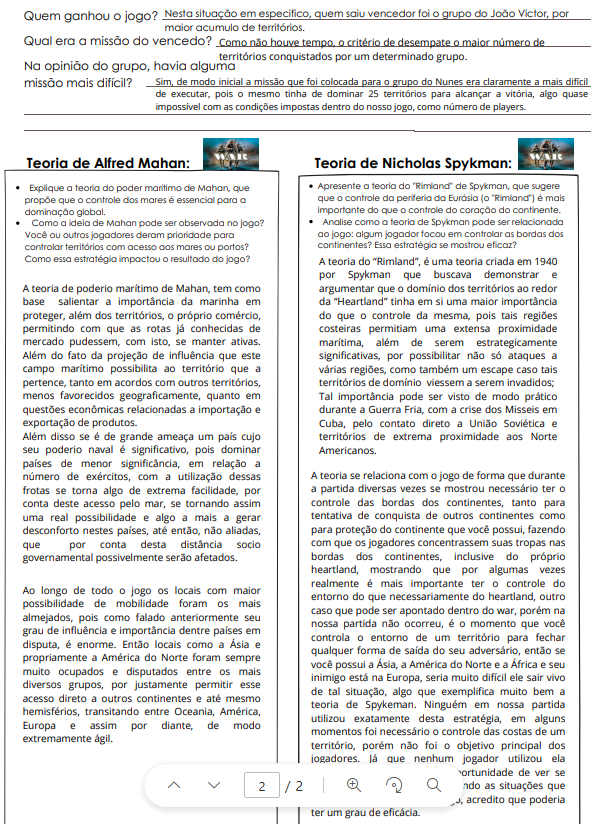 Quem ganhou o jogo? Nesta situação em especifico, quem saiu vencedor foi o grupo do João Victor, por
maior acumulo de territórios.
Qual era a missão do vencedo? Como não houve tempo, o critério de desempate o maior número de
territórios conquistados por um determinado grupo.
Na opinião do grupo, havia alguma
missão mais difícil? Sim, de modo inicial a missão que foi colocada para o grupo do Nunes era claramente a mais difícil
de executar, pois o mesmo tinha de dominar 25 territórios para alcançar a vitória, algo quase
impossível com as condições impostas dentro do nosso jogo, como número de players.
Teoria de Alfred Mahan:
WAR
• Explique a teoria do poder marítimo de Mahan, que
propõe que o controle dos mares é essencial para a
dominação global.
• Como a ideia de Mahan pode ser observada no jogo?
Você ou outros jogadores deram prioridade para
controlar territórios com acesso aos mares ou portos?
Como essa estratégia impactou o resultado do jogo?
A teoria de poderio marítimo de Mahan, tem como
base salientar a importância da marinha em
proteger, além dos territórios, o próprio comércio,
permitindo com que as rotas já conhecidas de
mercado pudessem, com isto, se manter ativas.
Além do fato da projeção de influência que este
campo marítimo possibilita ao território que a
pertence, tanto em acordos com outros territórios,
menos favorecidos geograficamente, quanto em
questões econômicas relacionadas a importação e
exportação de produtos.
Além disso se é de grande ameaça um país cujo
seu poderio naval é significativo, pois dominar
países de menor significância, em relação a
número de exércitos, com a utilização dessas
frotas se torna algo de extrema facilidade, por
conta deste acesso pelo mar, se tornando assim
uma real possibilidade e algo a mais a gerar
desconforto nestes países, até então, não aliadas,
que por conta desta distância socio
governamental possivelmente serão afetados.
Ao longo de todo o jogo os locais com maior
possibilidade de mobilidade foram os mais
almejados, pois como falado anteriormente seu
grau de influência e importância dentre países em
disputa, é enorme. Então locais como a Ásia e
propriamente a América do Norte foram sempre
muito ocupados e disputados entre os mais
diversos grupos, por justamente permitir esse
acesso direto a outros continentes e até mesmo
hemisférios, transitando entre Oceania, América,
Europa e assim por diante, de modo
extremamente ágil.
Teoria de Nicholas Spykman:
WAR
• Apresente a teoria do "Rimland" de Spykman, que sugere
que o controle da periferia da Eurásia (o "Rimland") é mais
importante do que o controle do coração do continente.
• Analise como a teoria de Spykman pode ser relacionada
ao jogo: algum jogador focou em controlar as bordas dos
continentes? Essa estratégia se mostrou eficaz?
A teoria do “Rimland”, é uma teoria criada em 1940
por Spykman que buscava demonstrar e
argumentar que o domínio dos territórios ao redor
da “Heartland” tinha em si uma maior importância
do que o controle da mesma, pois tais regiões
costeiras permitiam uma extensa proximidade
marítima, além de serem estrategicamente
significativas, por possibilitar não só ataques a
várias regiões, como também um escape caso tais
territórios de domínio viessem a serem invadidos;
Tal importância pode ser visto de modo prático
durante a Guerra Fria, com a crise dos Misseis em
Cuba, pelo contato direto a União Soviética e
territórios de extrema proximidade aos Norte
Americanos.
A teoria se relaciona com o jogo de forma que durante
a partida diversas vezes se mostrou necessário ter o
controle das bordas dos continentes, tanto para
tentativa de conquista de outros continentes como
para proteção do continente que você possui, fazendo
com que os jogadores concentrassem suas tropas nas
bordas dos continentes, inclusive do próprio
heartland, mostrando que por algumas vezes
realmente é mais importante ter o controle do
entorno do que necessariamente do heartland, outro
caso que pode ser apontado dentro do war, porém na
nossa partida não ocorreu, é o momento que você
controla o entorno de um território para fechar
qualquer forma de saída do seu adversário, então se
você possui a Ásia, a América do Norte e a África e seu
inimigo está na Europa, seria muito difícil ele sair vivo
de tal situação, algo que exemplifica muito bem a
teoria de Spykeman. Ninguém em nossa partida
utilizou exatamente desta estratégia, em alguns
momentos foi necessário o controle das costas de um
território, porém não foi o objetivo principal dos
jogadores. Já que nenhum jogador utilizou ela
portunidade de ver se
ndo as situações que
, acredito que poderia
ter um grau de eficácia.
2 / 2